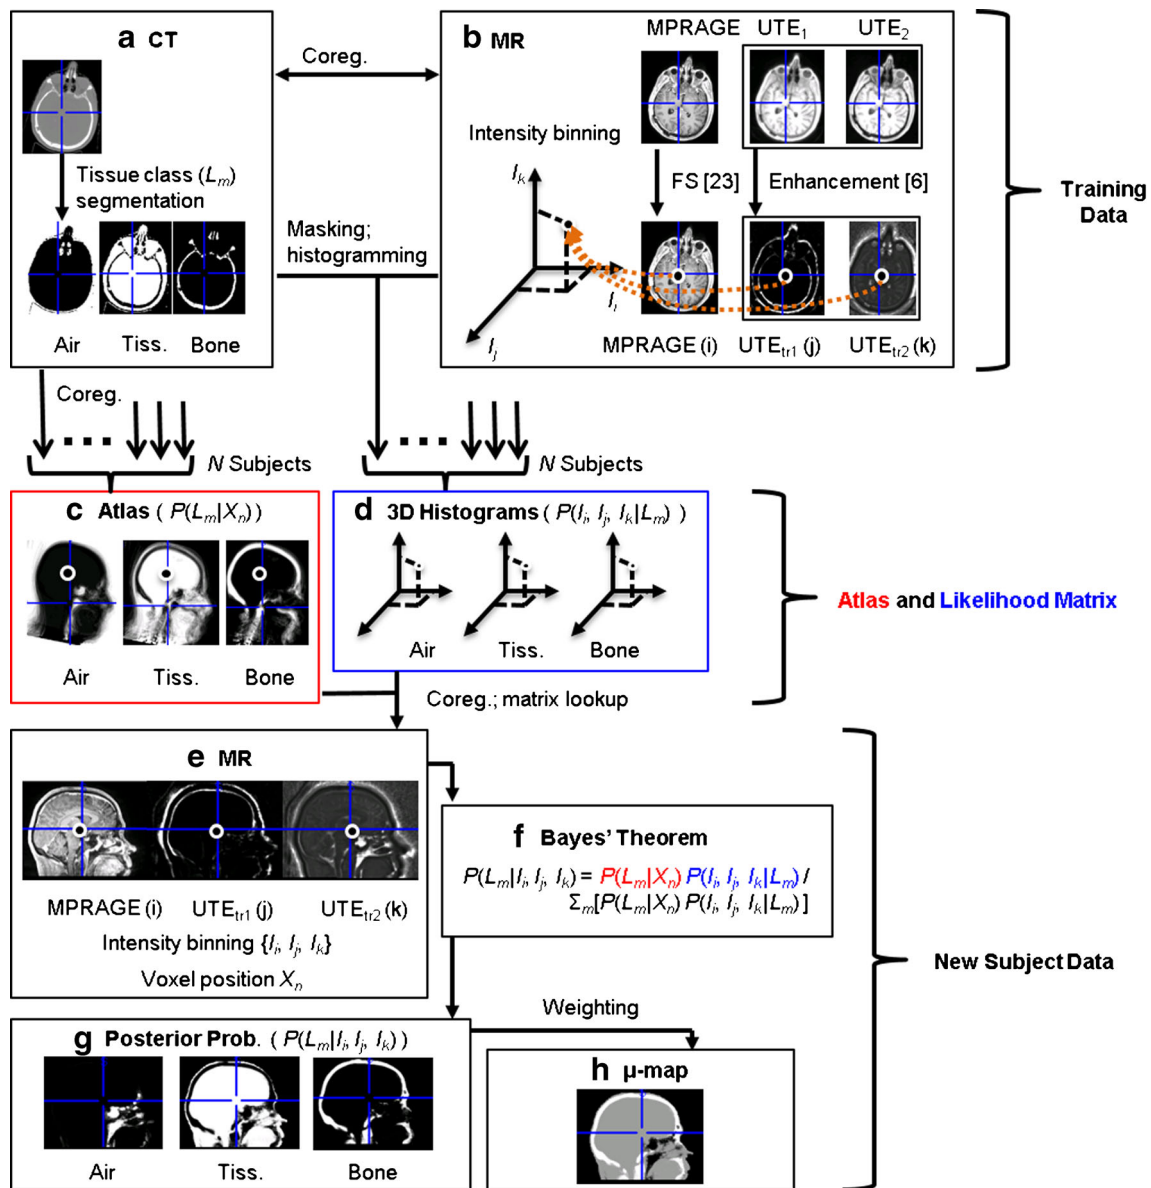 a CT
Coreg.
b MR
MPRAGE UTE1 UTE2
Intensity binning
Tissue class (Lm)
segmentation
FS [23] Enhancement [6]
Training
Data
Masking;
histogramming
Ik
Ii
Ij
Air Tiss. Bone
MPRAGE (i) UTEtr1 (j) UTEtr2 (k)
Coreg.
N Subjects
N Subjects
c Atlas ( P(Lm|Xn))
d 3D Histograms ( P(Ii, Ij, Ik|Lm) )
Air Tiss. Bone
Air Tiss. Bone
Atlas and Likelihood Matrix
Coreg.; matrix lookup
e MR
MPRAGE (i) UTEtr1 (j) UTEtr2 (k)
Intensity binning {Ii, Ij, Ik}
Voxel position Xn
f Bayes' Theorem
P(Lm|Ii, Ij, Ik) = P(Lm|Xn) P(Ii, Ij, Ik|Lm) /
Σm[P(Lm|Xn) P(Ii, Ij, Ik|Lm)]
New Subject Data
Weighting
g Posterior Prob. ( P(Lm|Ii, Ij, Ik))
Air Tiss. Bone
h μ-map